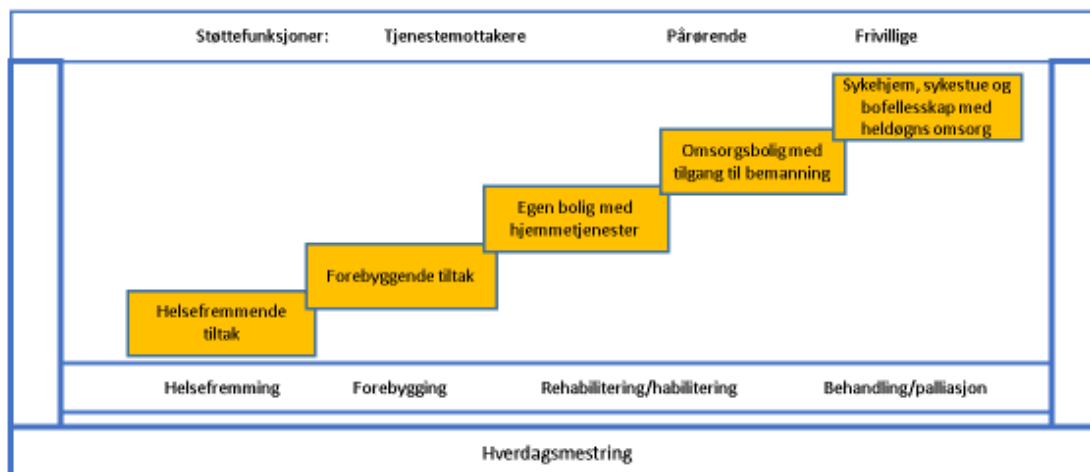 Støttefunksjoner: Tjenestemottakere Pårørende Frivillige
Sykehjem, sykestue og
bofellesskap med
heldøgns omsorg
Omsorgsbolig med
tilgang til bemanning
Egen bolig med
hjemmetjenester
Forebyggende tiltak
Helsefremmende
tiltak
Helsefremming Forebygging Rehabilitering/habilitering Behandling/palliasjon
Hverdagsmestring